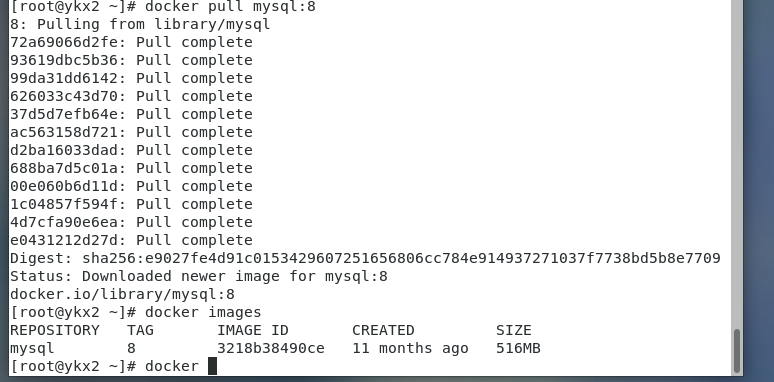 [root@ykx2 ~]# docker pull mysql:8
8: Pulling from library/mysql
72a69066d2fe: Pull complete
93619dbc5b36: Pull complete
99da31dd6142: Pull complete
626033c43d70: Pull complete
37d5d7efb64e: Pull complete
ac563158d721: Pull complete
d2ba16033dad: Pull complete
688ba7d5c01a: Pull complete
00e060b6d11d: Pull complete
1c04857f594f: Pull complete
4d7cfa90e6ea: Pull complete
e0431212d27d: Pull complete
Digest: sha256:e9027fe4d91c0153429607251656806cc784e914937271037f7738bd5b8e7709
Status: Downloaded newer image for mysql:8
docker.io/library/mysql:8
[root@ykx2 ~]# docker images
REPOSITORY   TAG       IMAGE ID       CREATED         SIZE
mysql        8         3218b38490ce   11 months ago   516MB
[root@ykx2 ~]# docker